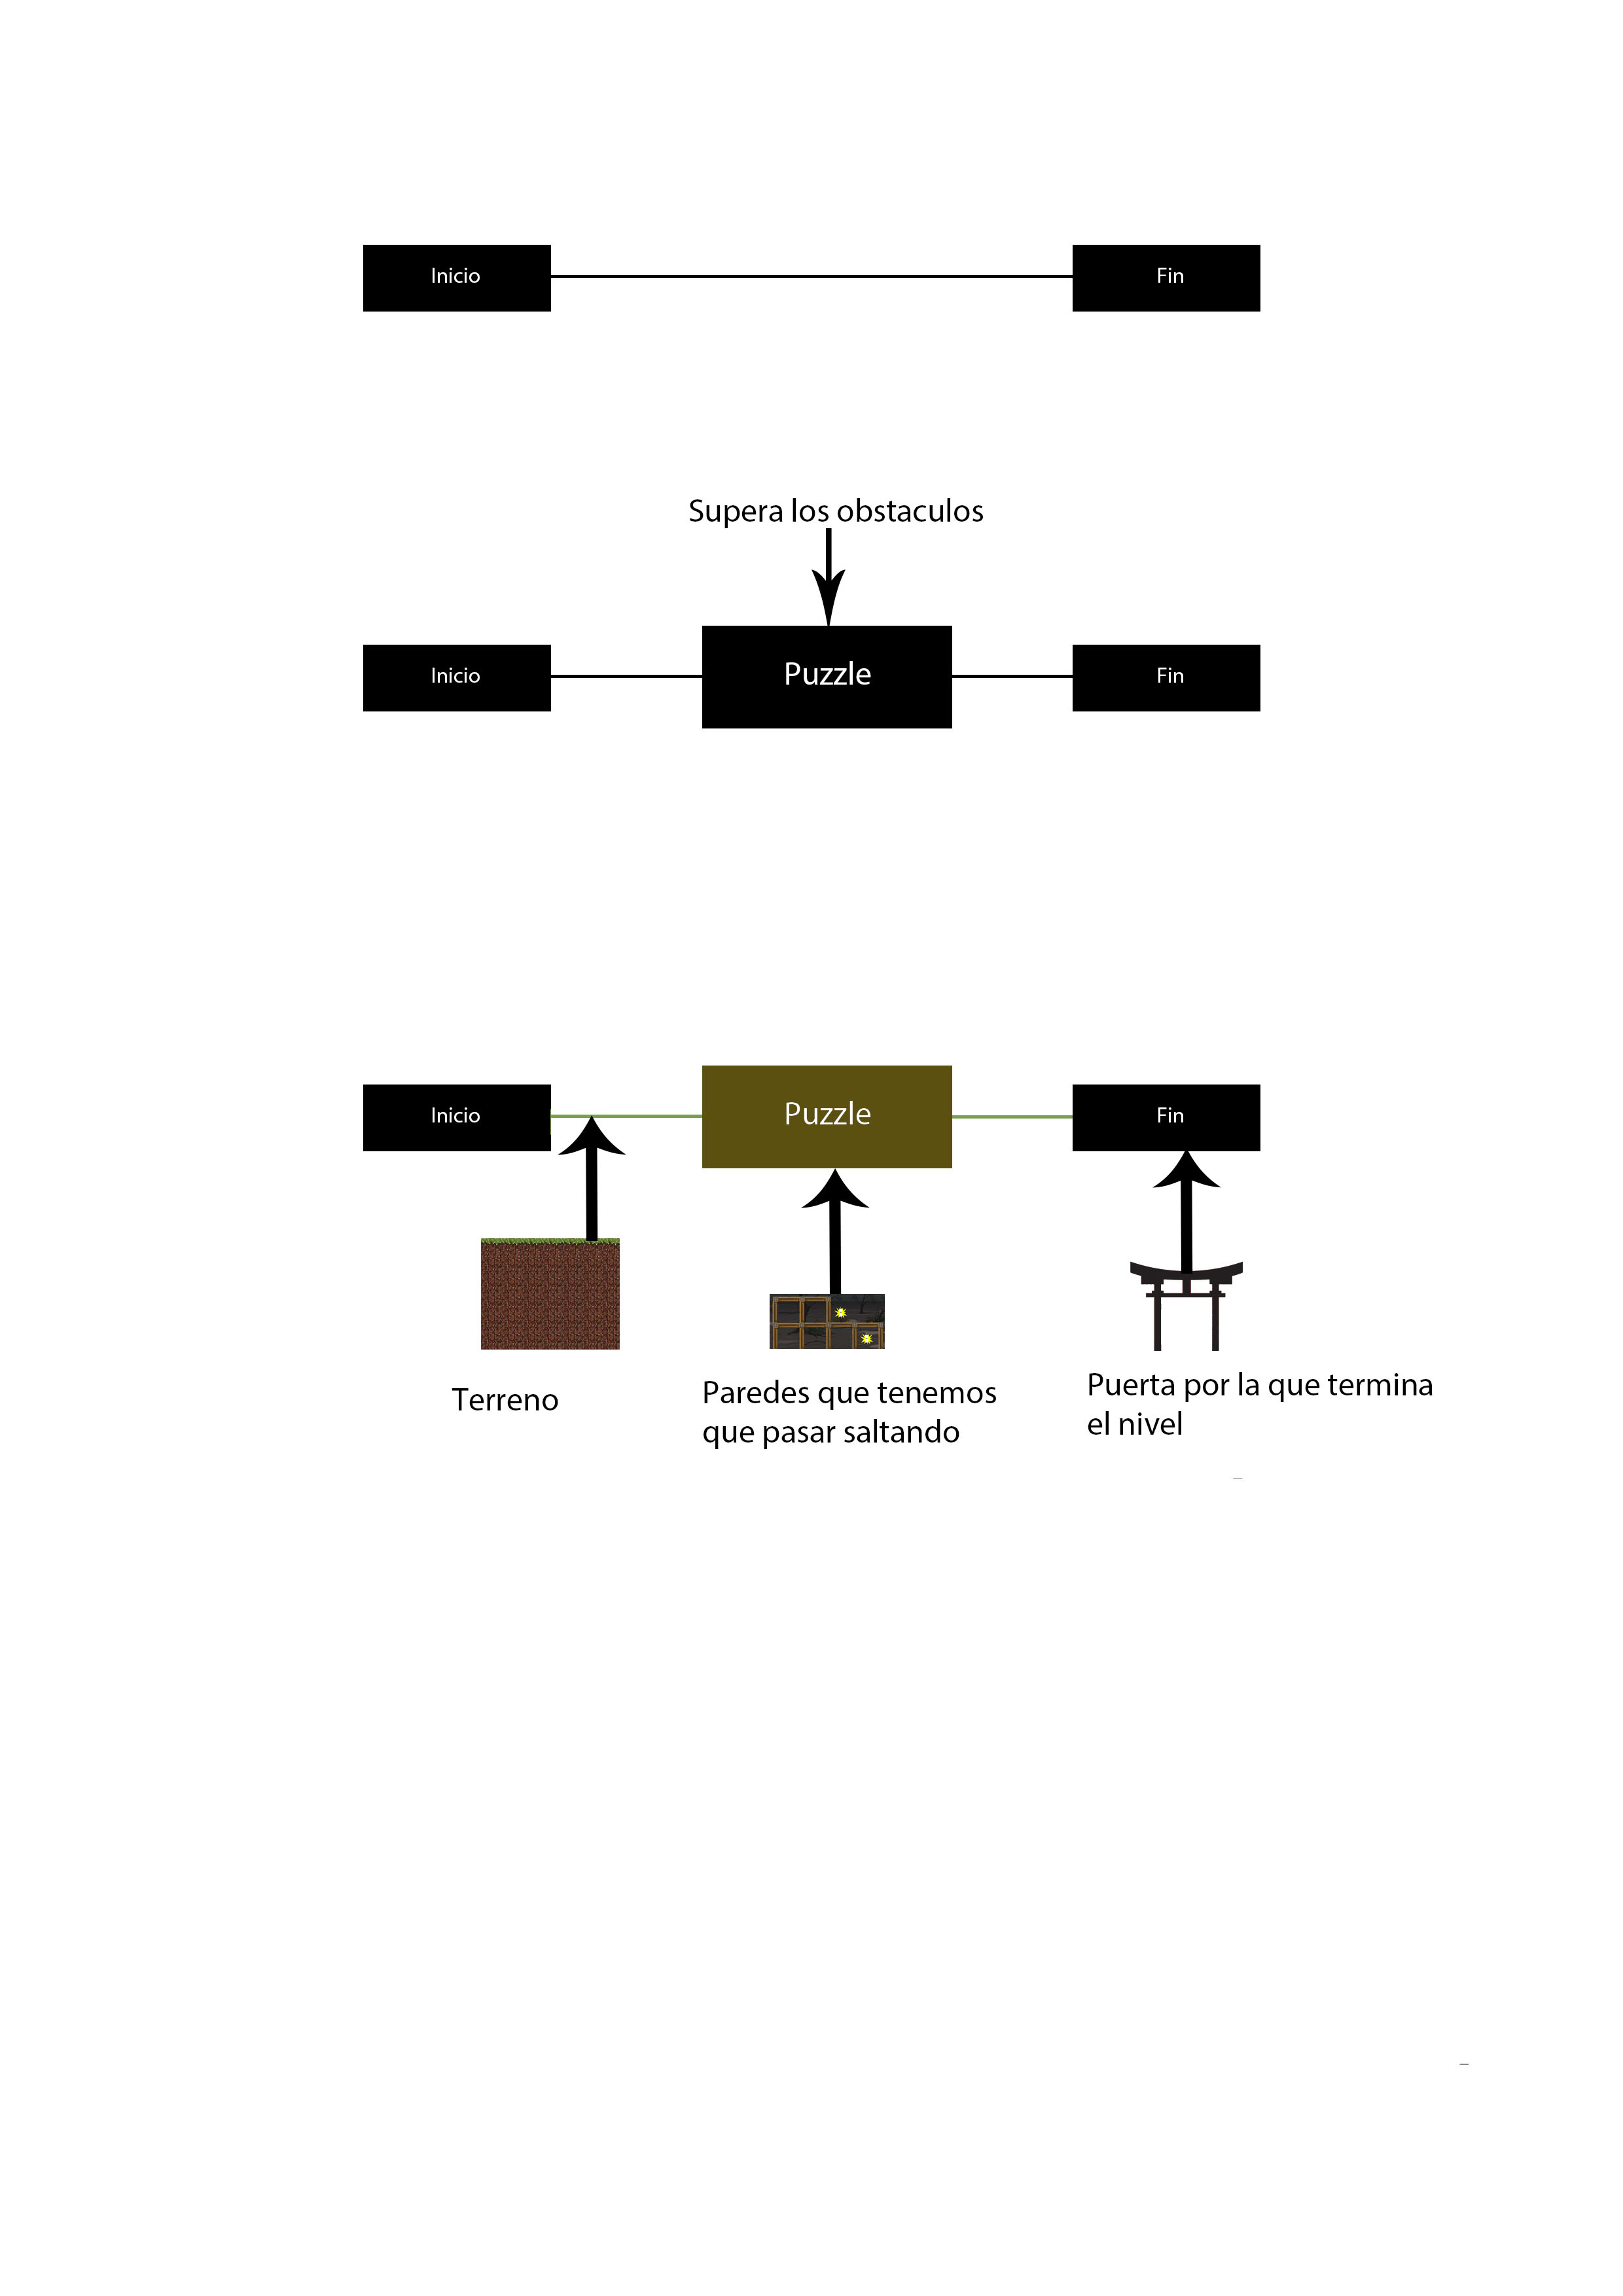 Inicio
Fin
Supera los obstaculos
Inicio
Puzzle
Fin
Inicio
Puzzle
Fin
Terreno
Paredes que tenemos
que pasar saltando
Puerta por la que termina
el nivel